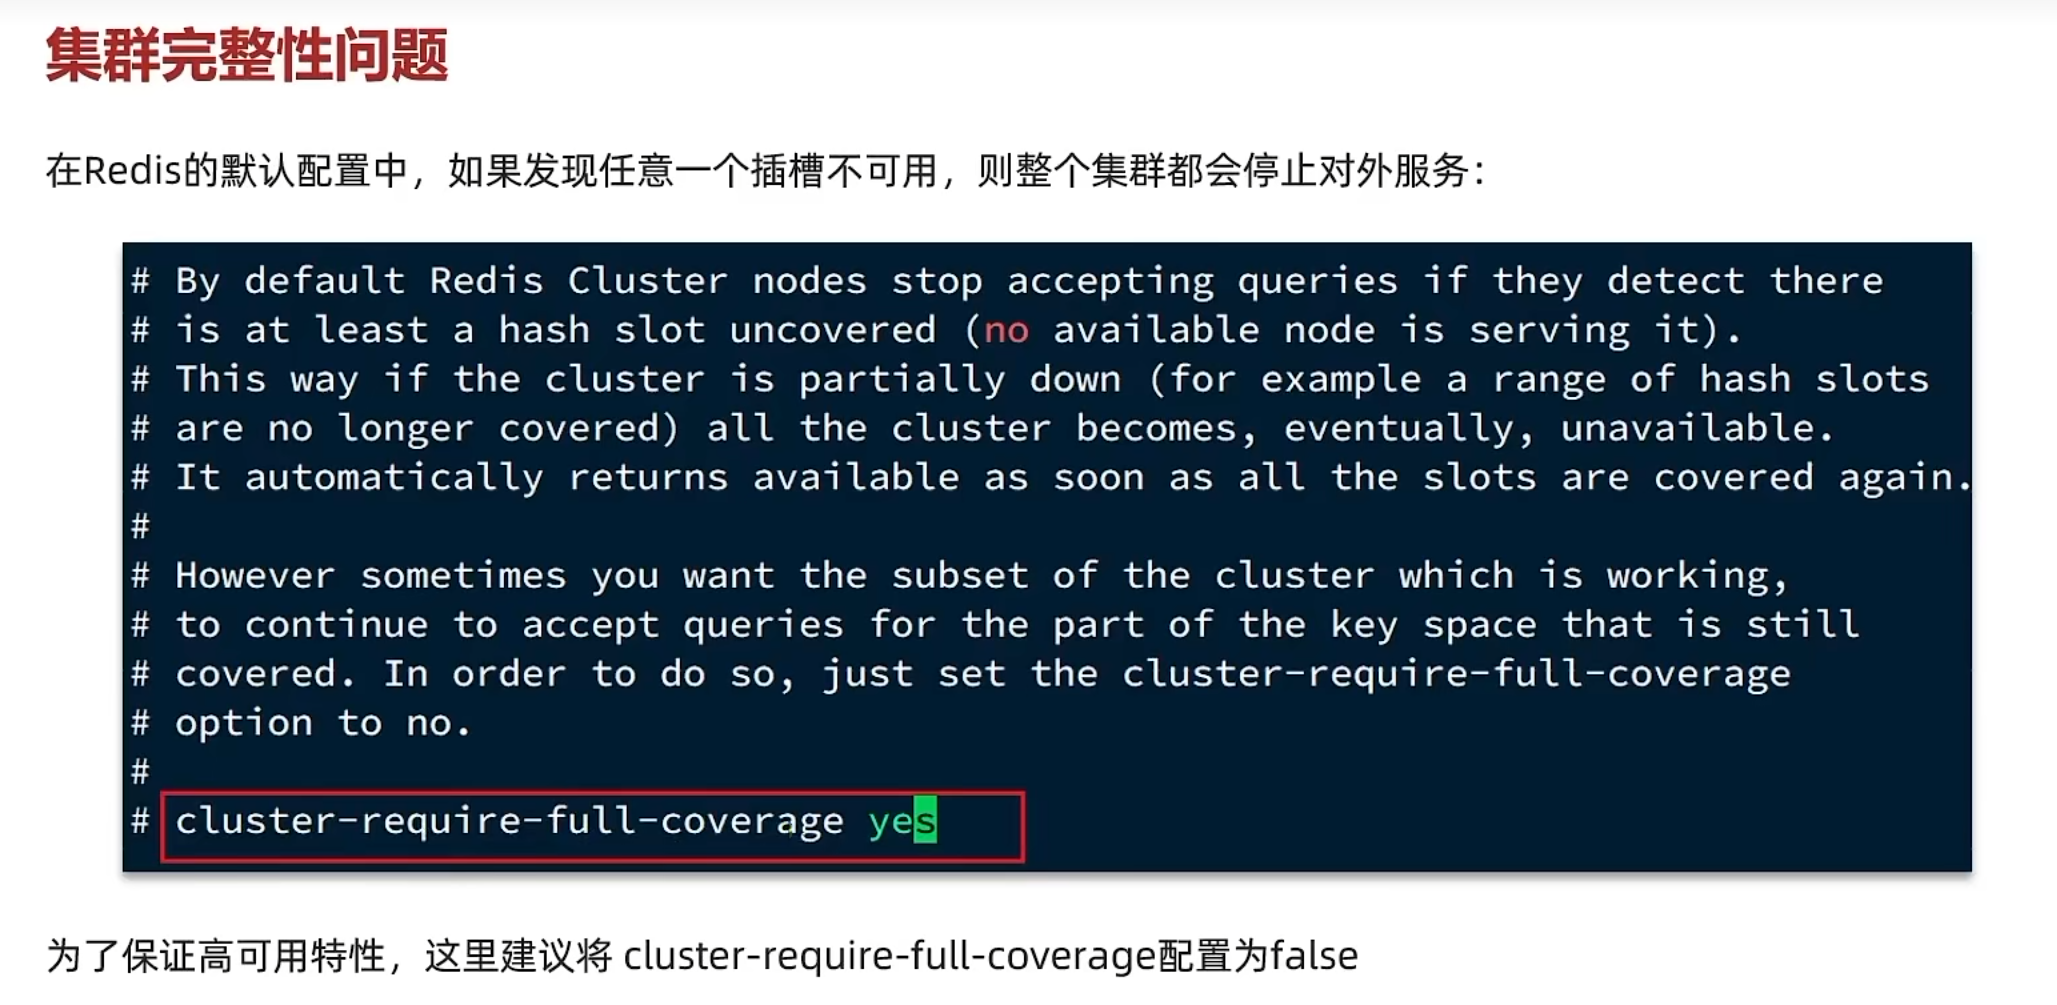 集群完整性问题
在Redis的默认配置中，如果发现任意一个插槽不可用，则整个集群都会停止对外服务：
# By default Redis Cluster nodes stop accepting queries if they detect there
# is at least a hash slot uncovered (no available node is serving it).
# This way if the cluster is partially down (for example a range of hash slots
# are no longer covered) all the cluster becomes, eventually, unavailable.
# It automatically returns available as soon as all the slots are covered again.
#
# However sometimes you want the subset of the cluster which is working,
# to continue to accept queries for the part of the key space that is still
# covered. In order to do so, just set the cluster-require-full-coverage
# option to no.
#
# cluster-require-full-coverage yes
为了保证高可用特性，这里建议将 cluster-require-full-coverage配置为false